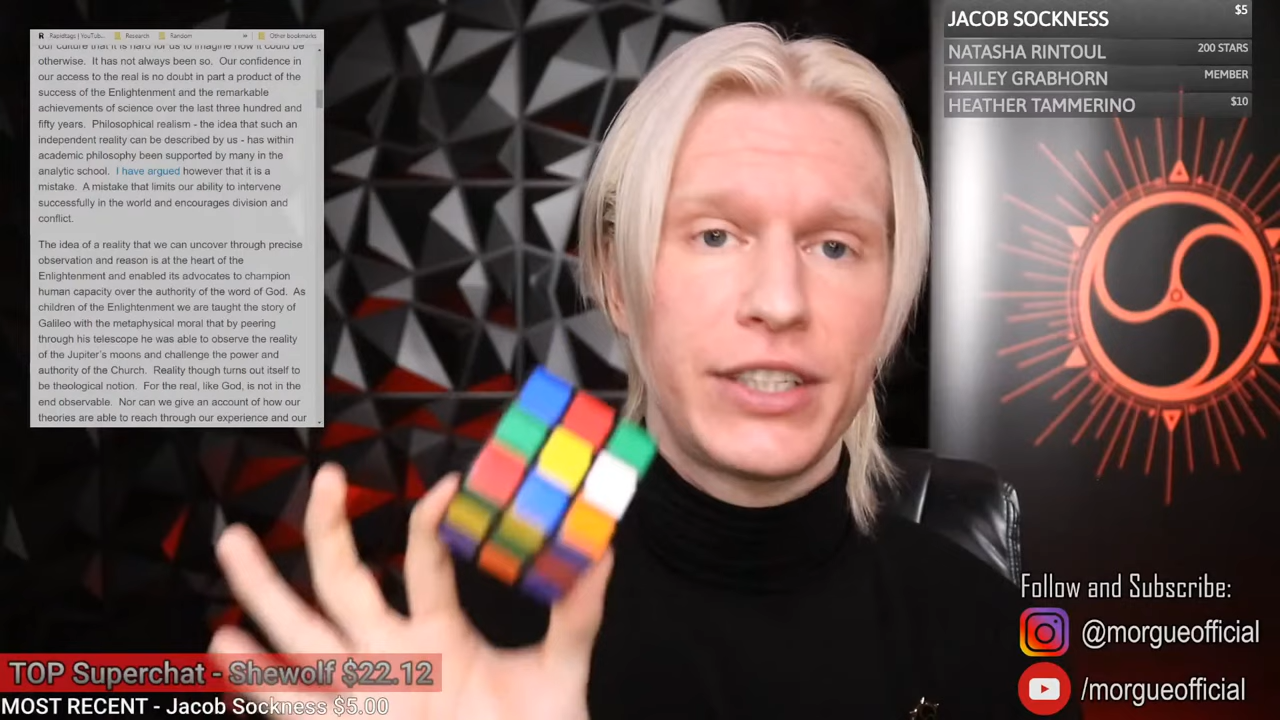 Rapidtags | YouTub...
Research
Random
»
Other bookmarks
our culture that it is hard for us to imagine how it could be
otherwise. It has not always been so. Our confidence in
our access to the real is no doubt in part a product of the
success of the Enlightenment and the remarkable
achievements of science over the last three hundred and
fifty years. Philosophical realism - the idea that such an
independent reality can be described by us - has within
academic philosophy been supported by many in the
analytic school. I have argued however that it is a
mistake. A mistake that limits our ability to intervene
successfully in the world and encourages division and
conflict.
The idea of a reality that we can uncover through precise
observation and reason is at the heart of the
Enlightenment and enabled its advocates to champion
human capacity over the authority of the word of God. As
children of the Enlightenment we are taught the story of
Galileo with the metaphysical moral that by peering
through his telescope he was able to observe the reality
of the Jupiter's moons and challenge the power and
authority of the Church. Reality though turns out itself to
be theological notion. For the real, like God, is not in the
end observable. Nor can we give an account of how our
theories are able to reach through our experience and our
JACOB SOCKNESS $5
NATASHA RINTOUL 200 STARS
HAILEY GRABHORN MEMBER
HEATHER TAMMERINO $10
Follow and Subscribe:
@morgueofficial
/morgueofficial
TOP Superchat - Shewolf $22.12
MOST RECENT - Jacob Sockness $5.00